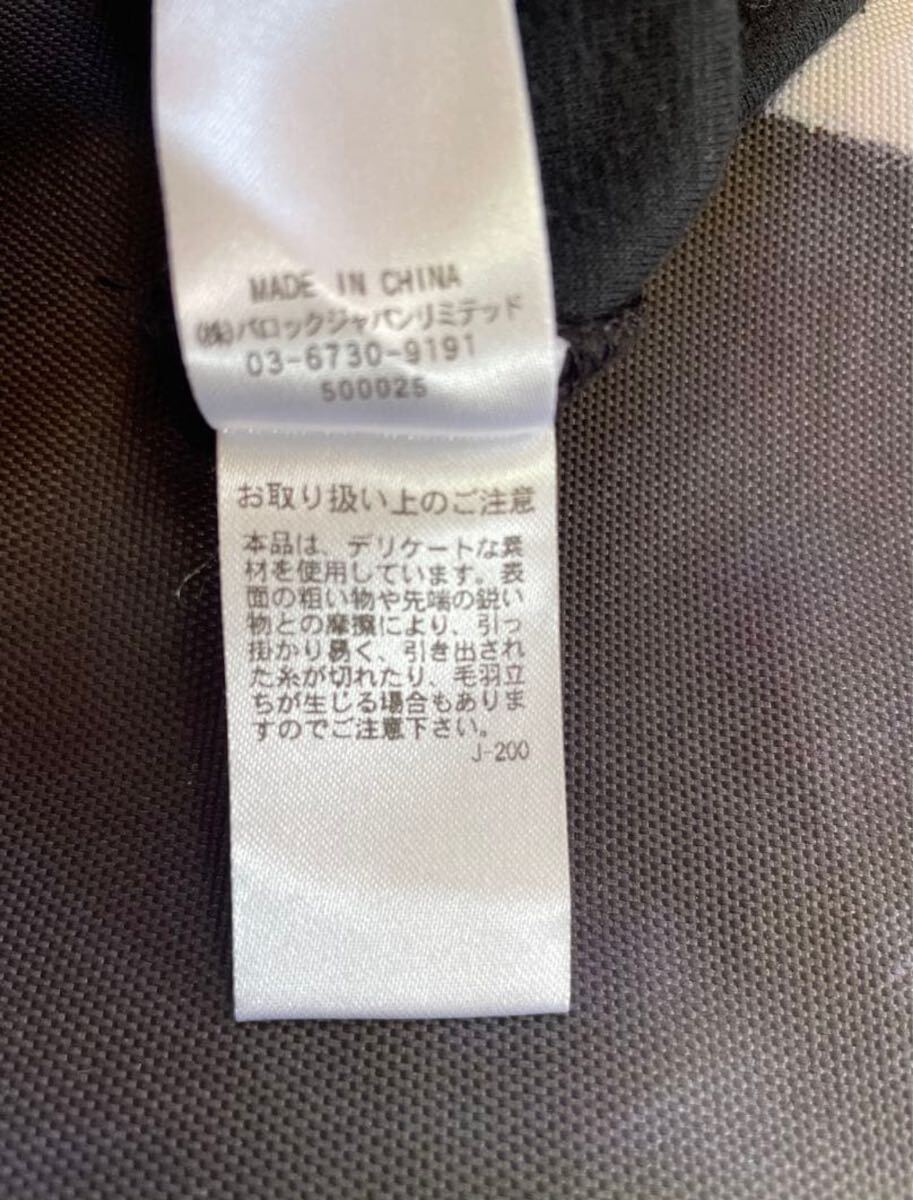 MADE IN CHINA
(株)バロックジャパンリミテッド
03-6730-9191
500025
お取り扱い上のご注意
本品は、デリケートな素
材を使用しています。表
面の粗い物や先端の鋭い
物との摩擦により、引っ
掛かり易く、引き出され
た糸が切れたり、毛羽立
ちが生じる場合もありま
すのでご注意下さい。
J-200